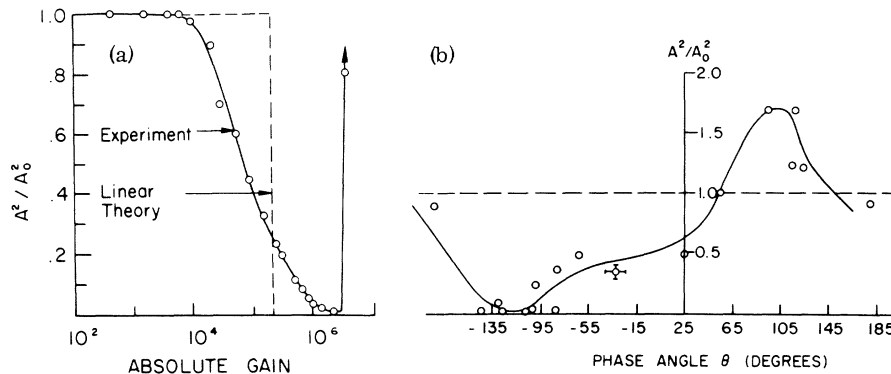 (a)
A²/A₀²
1.0
.8
.6
.4
.2
Experiment
Linear
Theory
10² 10⁴ 10⁶
ABSOLUTE GAIN
(b)
A²/A₀²
2.0
1.5
1.0
0.5
-135 -95 -55 -15 25 65 105 145 185
PHASE ANGLE θ (DEGREES)